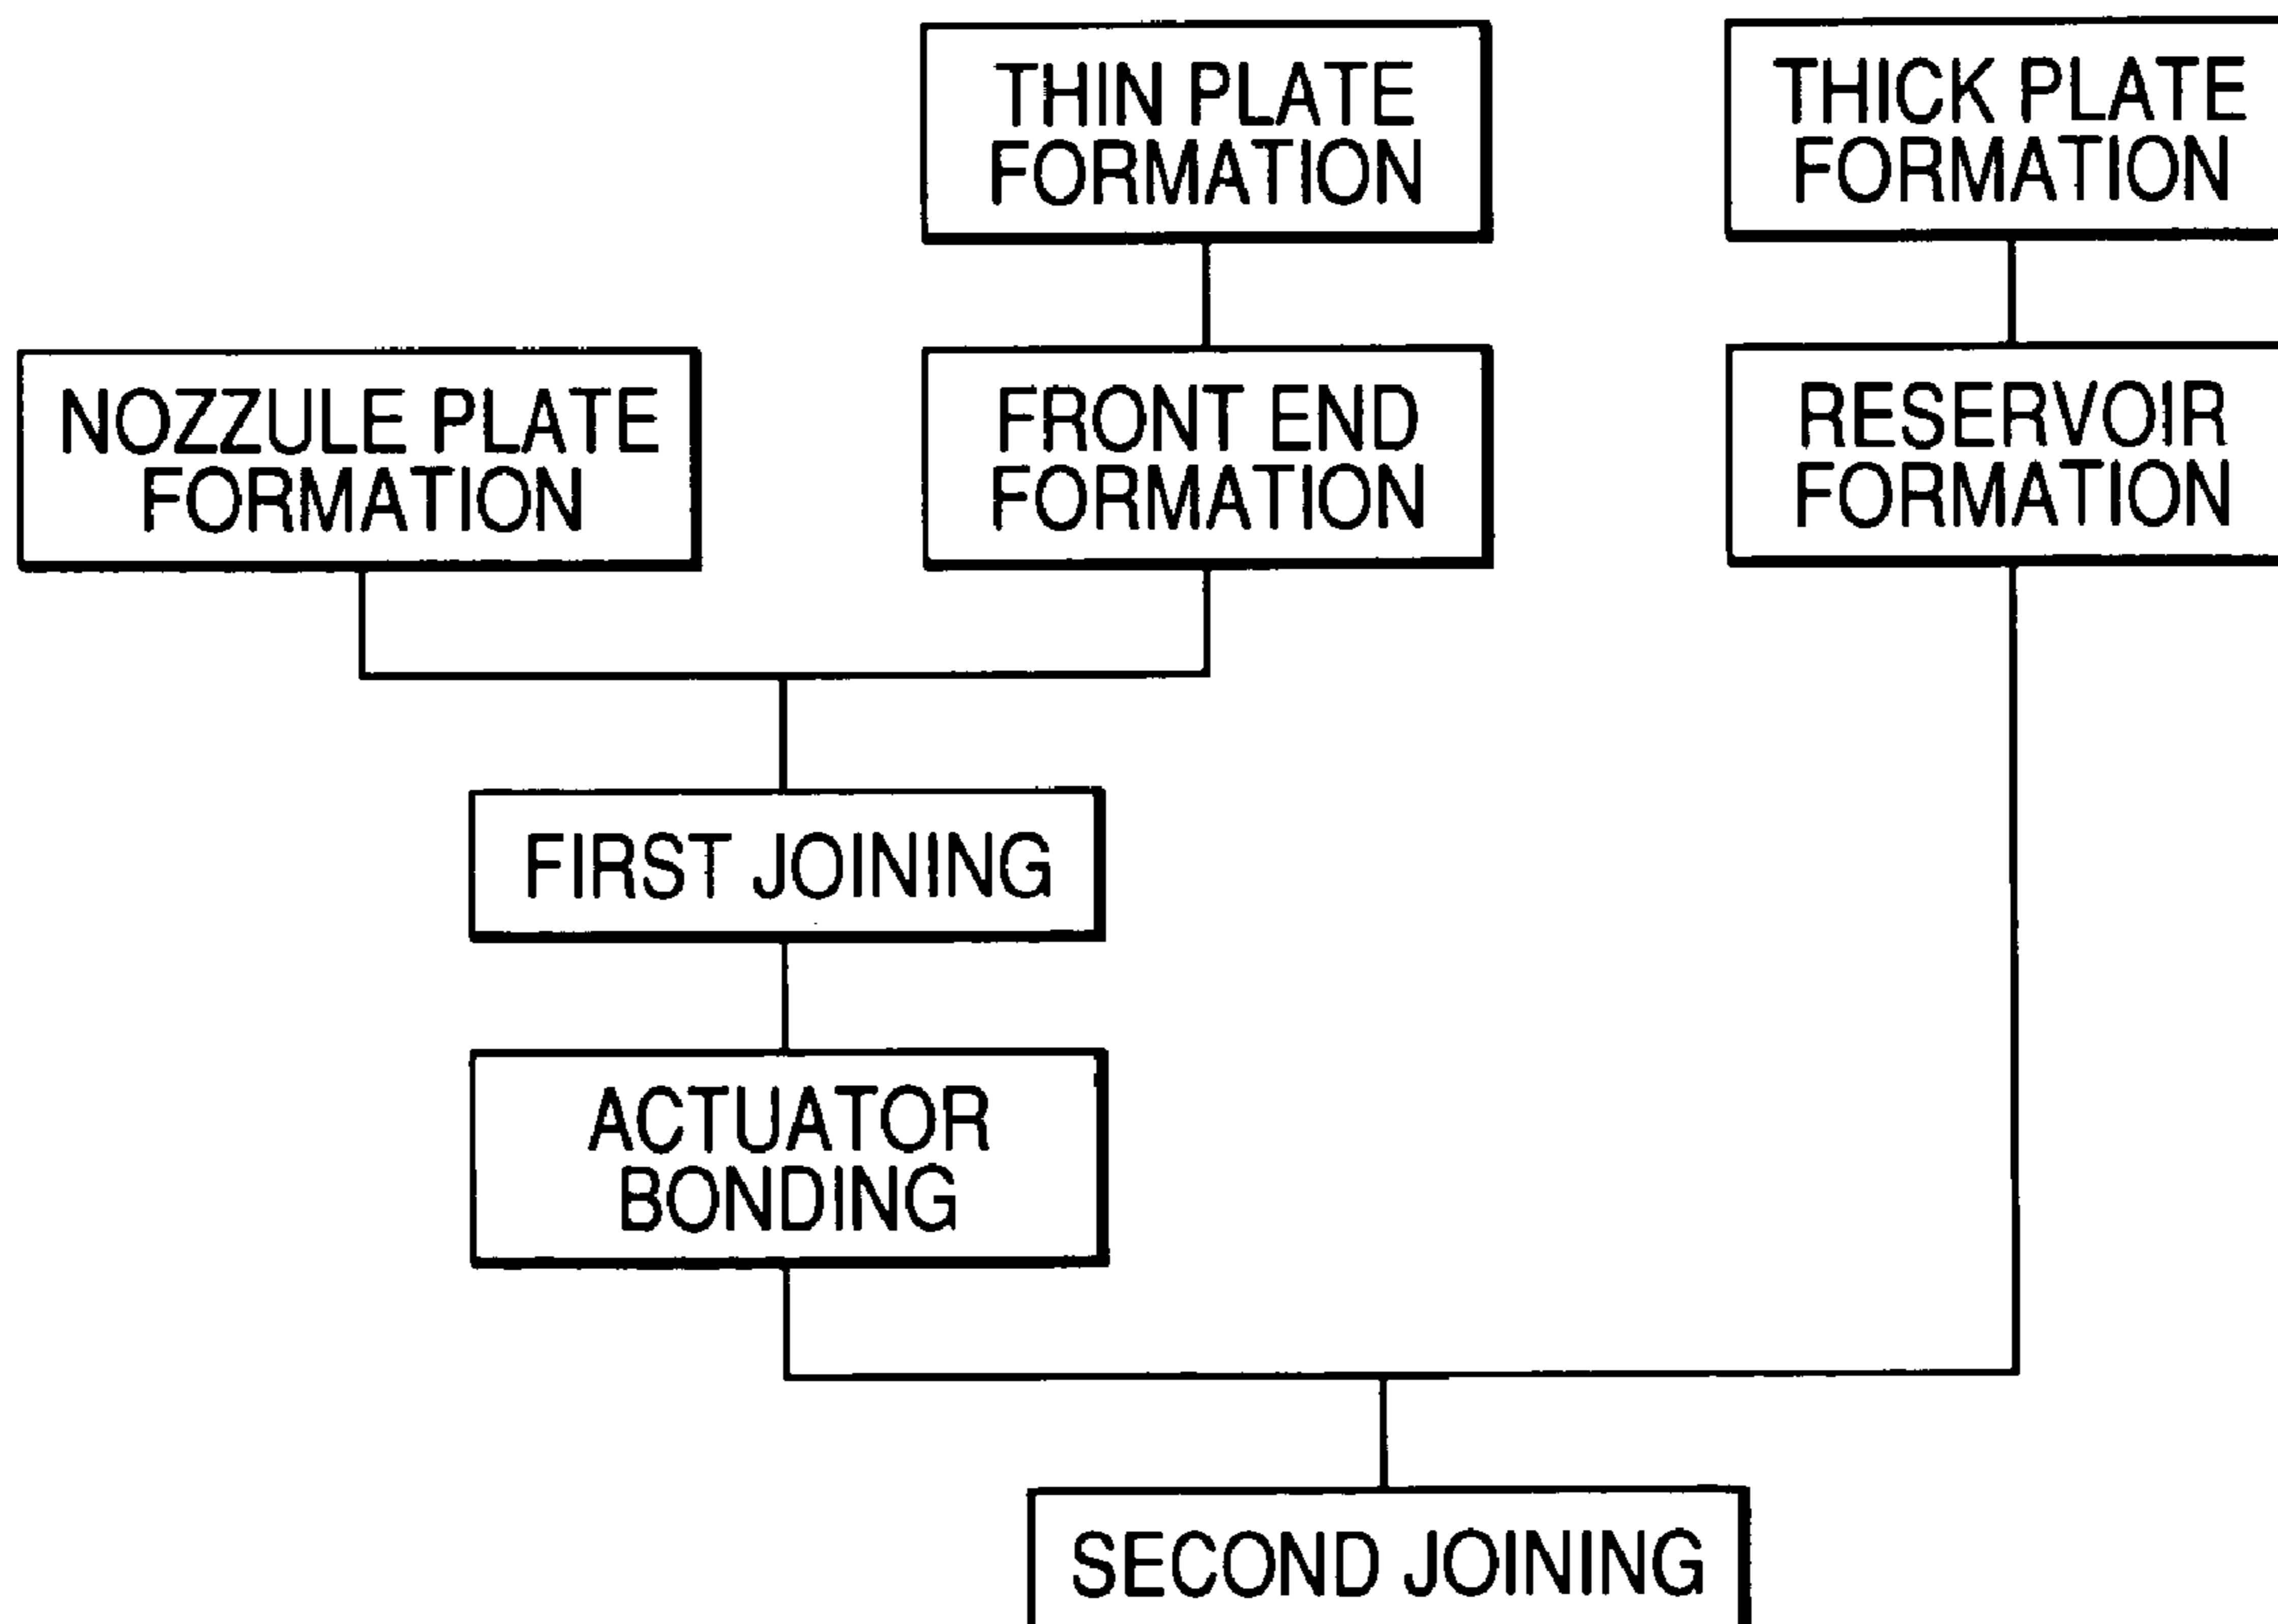 THIN PLATE
FORMATION
THICK PLATE
FORMATION
NOZZULE PLATE
FORMATION
FRONT END
FORMATION
RESERVOIR
FORMATION
FIRST JOINING
ACTUATOR
BONDING
SECOND JOINING